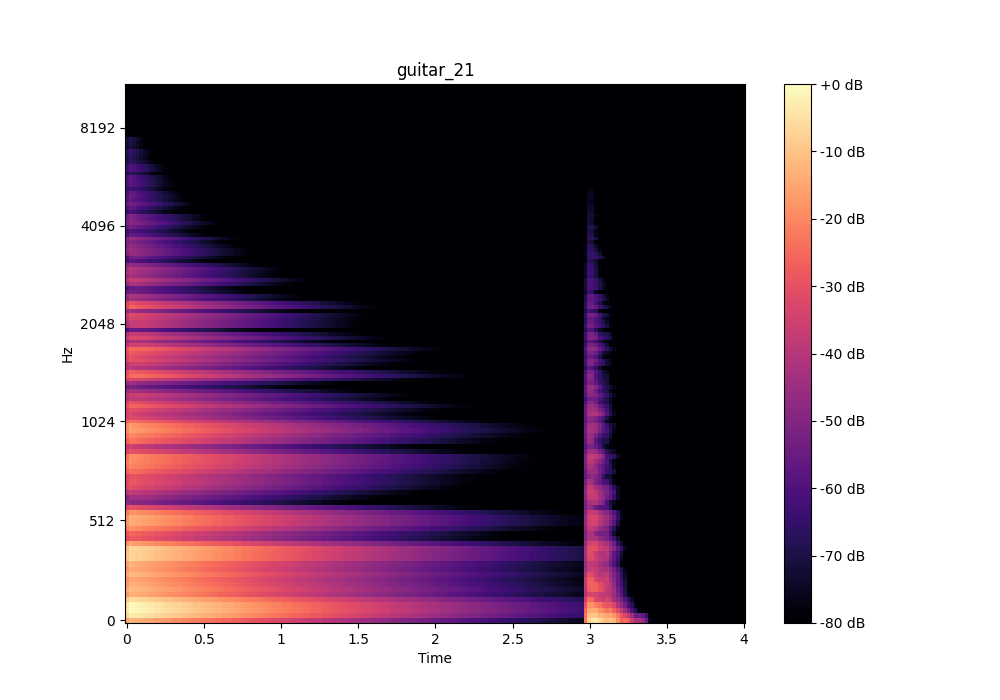 guitar_21
Hz
8192
4096
2048
1024
512
0
0
0.5
1
1.5
2
2.5
3
3.5
4
Time
+0 dB
-10 dB
-20 dB
-30 dB
-40 dB
-50 dB
-60 dB
-70 dB
-80 dB